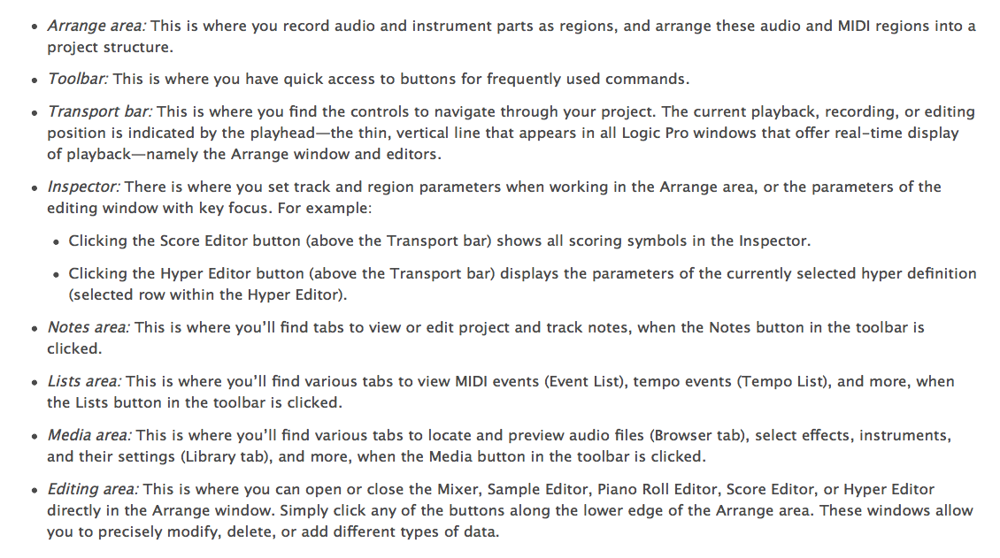 • Arrange area: This is where you record audio and instrument parts as regions, and arrange these audio and MIDI regions into a
project structure.
• Toolbar: This is where you have quick access to buttons for frequently used commands.
• Transport bar: This is where you find the controls to navigate through your project. The current playback, recording, or editing
position is indicated by the playhead—the thin, vertical line that appears in all Logic Pro windows that offer real-time display
of playback—namely the Arrange window and editors.
• Inspector: There is where you set track and region parameters when working in the Arrange area, or the parameters of the
editing window with key focus. For example:
• Clicking the Score Editor button (above the Transport bar) shows all scoring symbols in the Inspector.
• Clicking the Hyper Editor button (above the Transport bar) displays the parameters of the currently selected hyper definition
(selected row within the Hyper Editor).
• Notes area: This is where you’ll find tabs to view or edit project and track notes, when the Notes button in the toolbar is
clicked.
• Lists area: This is where you’ll find various tabs to view MIDI events (Event List), tempo events (Tempo List), and more, when
the Lists button in the toolbar is clicked.
• Media area: This is where you’ll find various tabs to locate and preview audio files (Browser tab), select effects, instruments,
and their settings (Library tab), and more, when the Media button in the toolbar is clicked.
• Editing area: This is where you can open or close the Mixer, Sample Editor, Piano Roll Editor, Score Editor, or Hyper Editor
directly in the Arrange window. Simply click any of the buttons along the lower edge of the Arrange area. These windows allow
you to precisely modify, delete, or add different types of data.